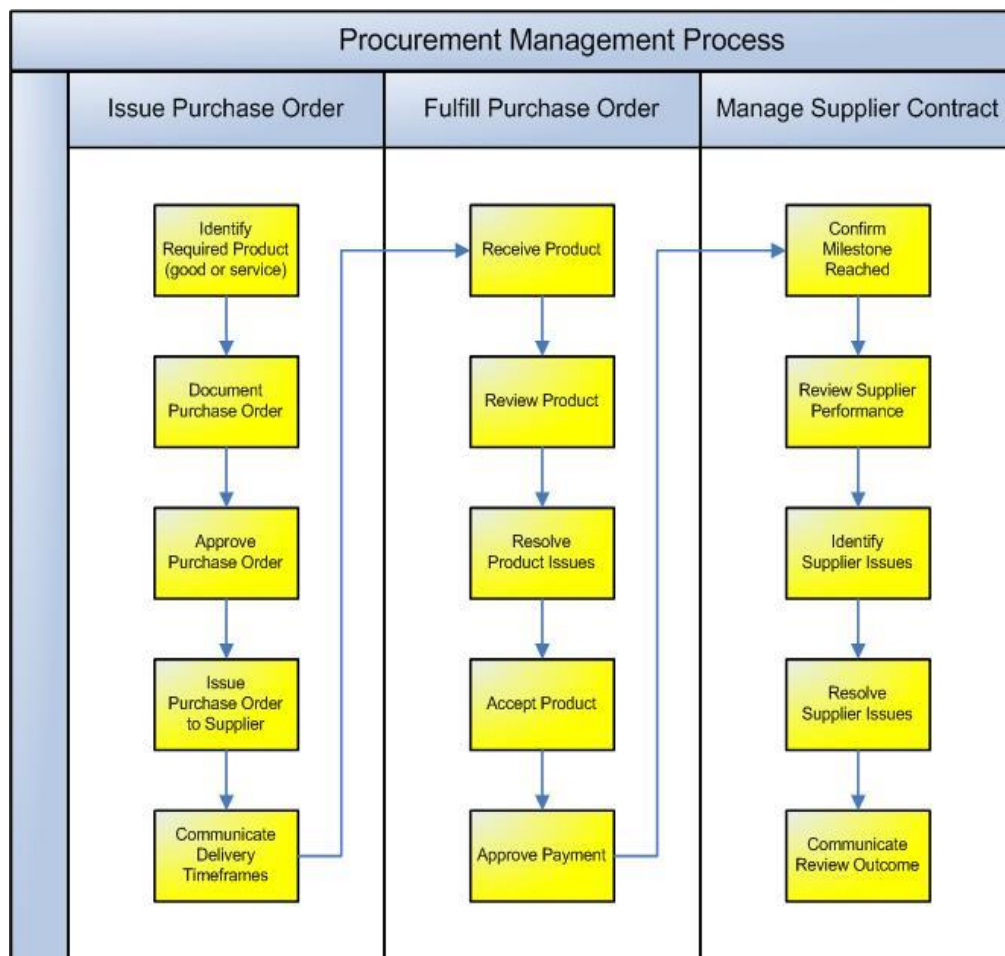 Procurement Management Process
Issue Purchase Order
Fulfill Purchase Order
Manage Supplier Contract
Identify
Required Product
(good or service)
Document
Purchase Order
Approve
Purchase Order
Issue
Purchase Order
to Supplier
Communicate
Delivery
Timeframes
Receive Product
Review Product
Resolve
Product Issues
Accept Product
Approve Payment
Confirm
Milestone
Reached
Review Supplier
Performance
Identify
Supplier Issues
Resolve
Supplier Issues
Communicate
Review Outcome